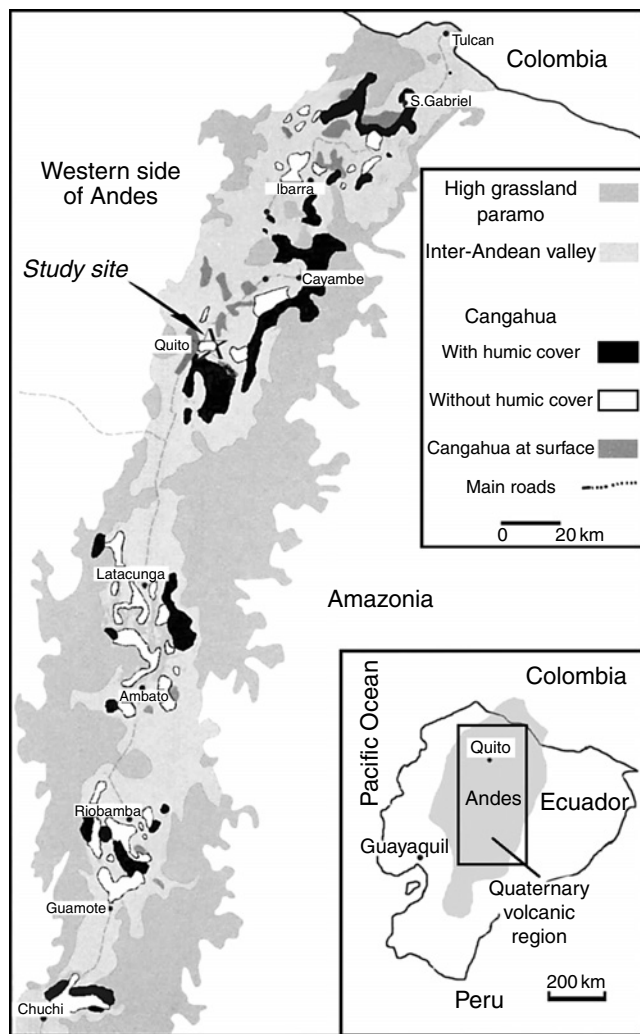 Tulcan
Colombia
S.Gabriel
Western side
of Andes
Ibarra
Study site
Cayambe
Quito
High grassland
paramo
Inter-Andean valley
Cangahua
With humic cover
Without humic cover
Cangahua at surface
Main roads
0 20 km
Latacunga
Amazonia
Ambato
Riobamba
Guamote
Chuchi
Colombia
Pacific Ocean
Quito
Andes
Ecuador
Guayaquil
Quaternary
volcanic
region
200 km
Peru